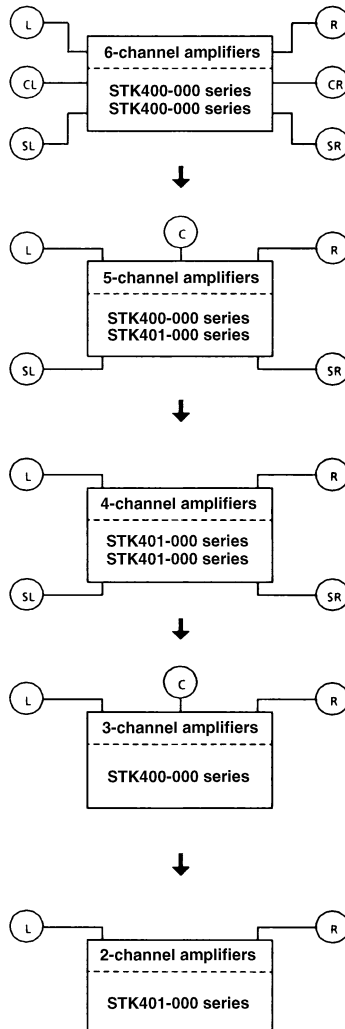 L
R
6-channel amplifiers
CL
CR
STK400-000 series
STK400-000 series
SL
SR
C
L
R
5-channel amplifiers
STK400-000 series
STK401-000 series
SL
SR
L
R
4-channel amplifiers
STK401-000 series
STK401-000 series
SL
SR
C
L
R
3-channel amplifiers
STK400-000 series
L
R
2-channel amplifiers
STK401-000 series